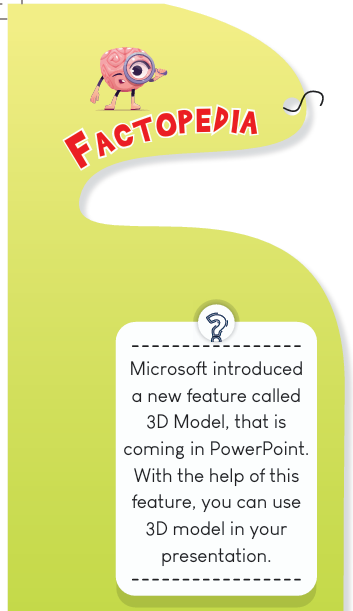 FACTOPEDIA
?
Microsoft introduced
a new feature called
3D Model, that is
coming in PowerPoint.
With the help of this
feature, you can use
3D model in your
presentation.